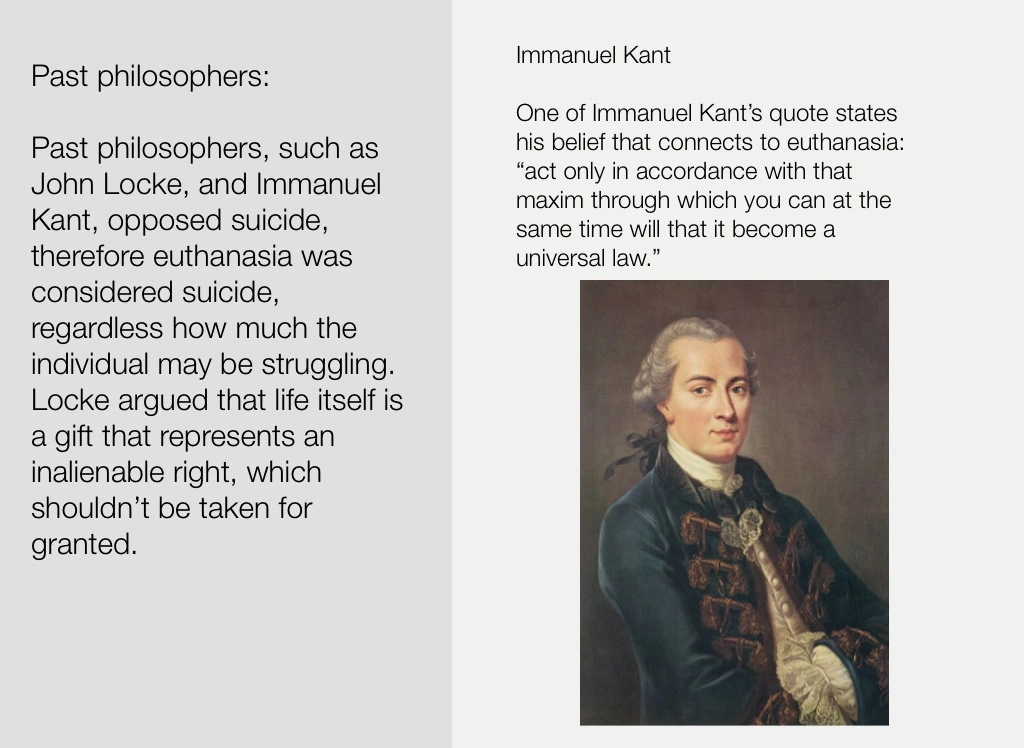 Past philosophers:
Past philosophers, such as
John Locke, and Immanuel
Kant, opposed suicide,
therefore euthanasia was
considered suicide,
regardless how much the
individual may be struggling.
Locke argued that life itself is
a gift that represents an
inalienable right, which
shouldn’t be taken for
granted.
Immanuel Kant
One of Immanuel Kant’s quote states
his belief that connects to euthanasia:
“act only in accordance with that
maxim through which you can at the
same time will that it become a
universal law.”